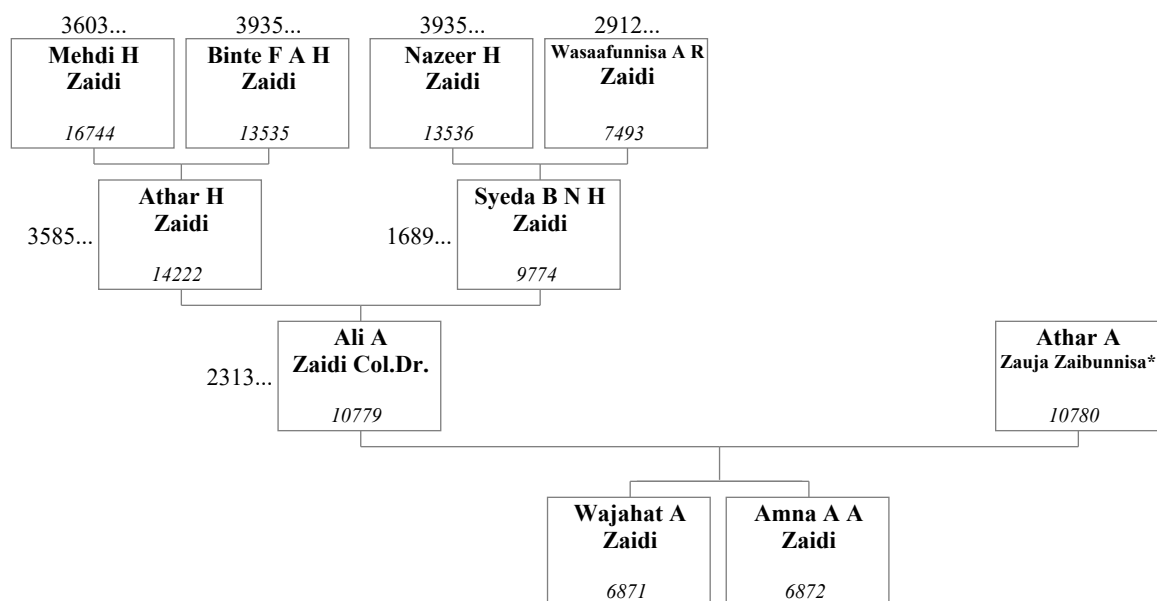 3603...
3935...
3935...
2912...
Mehdi H
Zaidi
16744
Binte F A H
Zaidi
13535
Nazeer H
Zaidi
13536
Wasaafunnisa A R
Zaidi
7493
3585...
Athar H
Zaidi
14222
1689...
Syeda B N H
Zaidi
9774
2313...
Ali A
Zaidi Col.Dr.
10779
Athar A
Zauja Zaibunnisa*
10780
Wajahat A
Zaidi
6871
Amna A A
Zaidi
6872